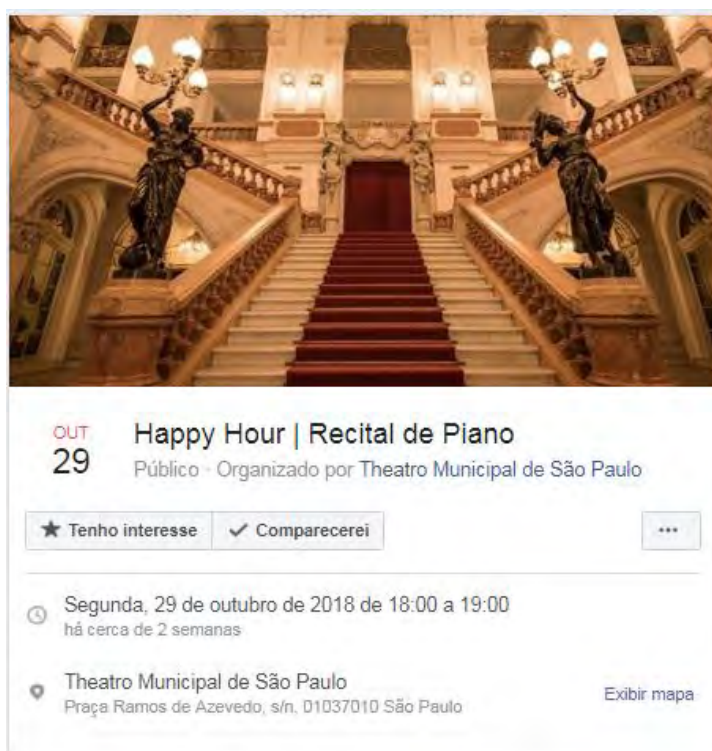 OUT
29
Happy Hour | Recital de Piano
Público · Organizado por Theatro Municipal de São Paulo
Tenho interesse
Comparecerei
Segunda, 29 de outubro de 2018 de 18:00 a 19:00
há cerca de 2 semanas
Theatro Municipal de São Paulo
Praça Ramos de Azevedo, s/n, 01037010 São Paulo
Exibir mapa